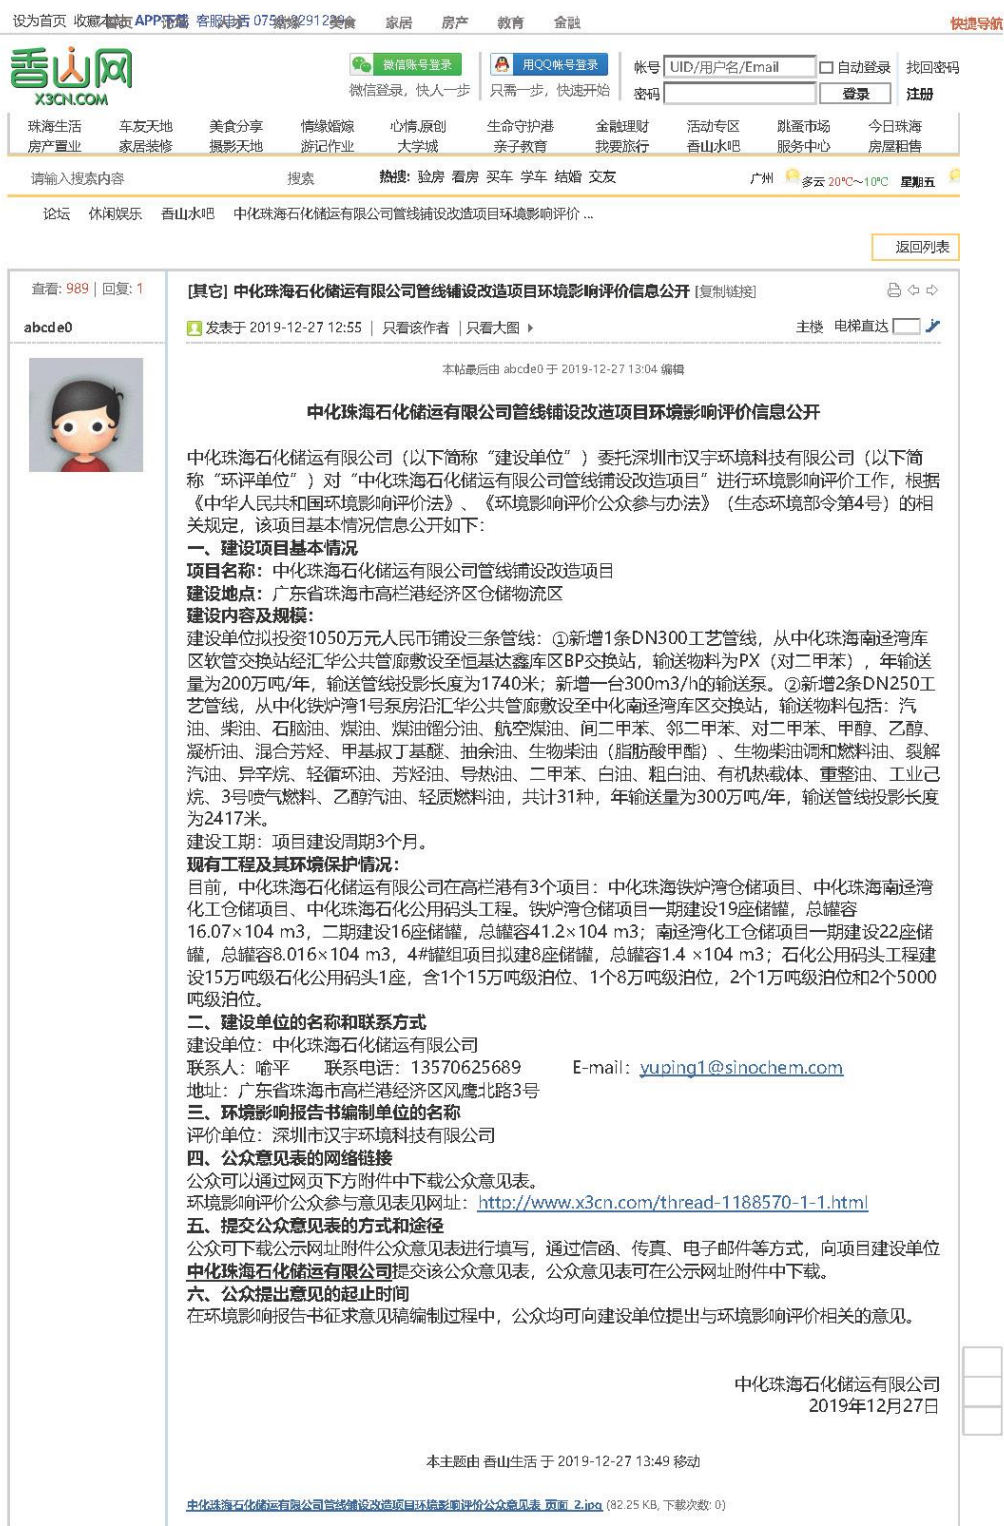 设为首页 收藏本站 APP下载 客服电话
家居 房产 教育 金融
快捷导航
香山网
X3CN.COM
微信账号登录
微信登录，快人一步
用QQ帐号登录
只需一步，快速开始
帐号 UID/用户名/Email 自动登录 找回密码
密码 登录 注册
珠海生活 车友天地 美食分享 情缘婚嫁 心情.原创 生命守护港 金融理财 活动专区 跳蚤市场 今日珠海
房产置业 家居装修 摄影天地 游记作业 大学城 亲子教育 我要旅行 香山水吧 服务中心 房屋租售
请输入搜索内容 搜索 热搜: 验房 看房 买车 学车 结婚 交友 广州 多云 20℃~10℃ 星期五
论坛 休闲娱乐 香山水吧 中化珠海石化储运有限公司管线铺设改造项目环境影响评价 ...
返回列表
查看: 989 | 回复: 1
[其它] 中化珠海石化储运有限公司管线铺设改造项目环境影响评价信息公开 [复制链接]
abcde0
发表于 2019-12-27 12:55 | 只看该作者 | 只看大图
主楼 电梯直达
本帖最后由 abcde0 于 2019-12-27 13:04 编辑
中化珠海石化储运有限公司管线铺设改造项目环境影响评价信息公开
中化珠海石化储运有限公司（以下简称“建设单位”）委托深圳市汉宇环境科技有限公司（以下简
称“环评单位”）对“中化珠海石化储运有限公司管线铺设改造项目”进行环境影响评价工作，根据
《中华人民共和国环境影响评价法》、《环境影响评价公众参与办法》（生态环境部令第4号）的相
关规定，该项目基本情况信息公开如下：
一、建设项目基本情况
项目名称：中化珠海石化储运有限公司管线铺设改造项目
建设地点：广东省珠海市高栏港经济区仓储物流区
建设内容及规模：
建设单位拟投资1050万元人民币铺设三条管线：①新增1条DN300工艺管线，从中化珠海南迳湾库
区软管交换站经汇华公共管廊敷设至恒基达鑫库区BP交换站，输送物料为PX（对二甲苯），年输送
量为200万吨/年，输送管线投影长度为1740米；新增一台300m3/h的输送泵。②新增2条DN250工
艺管线，从中化铁炉湾1号泵房沿汇华公共管廊敷设至中化南迳湾库区交换站，输送物料包括：汽
油、柴油、石脑油、煤油、煤油馏分油、航空煤油、间二甲苯、邻二甲苯、对二甲苯、甲醇、乙醇、
凝析油、混合芳烃、甲基叔丁基醚、抽余油、生物柴油（脂肪酸甲酯）、生物柴油调和燃料油、裂解
汽油、异辛烷、轻循环油、芳烃油、导热油、二甲苯、白油、粗白油、有机热载体、重整油、工业己
烷、3号喷气燃料、乙醇汽油、轻质燃料油，共计31种，年输送量为300万吨/年，输送管线投影长度
为2417米。
建设工期：项目建设周期3个月。
现有工程及其环境保护情况：
目前，中化珠海石化储运有限公司在高栏港有3个项目：中化珠海铁炉湾仓储项目、中化珠海南迳湾
化工仓储项目、中化珠海石化公用码头工程。铁炉湾仓储项目一期建设19座储罐，总罐容
16.07×104 m3，二期建设16座储罐，总罐容41.2×104 m3；南迳湾化工仓储项目一期建设22座储
罐，总罐容8.016×104 m3，4#罐组项目拟建8座储罐，总罐容1.4 ×104 m3；石化公用码头工程建
设15万吨级石化公用码头1座，含1个15万吨级泊位、1个8万吨级泊位，2个1万吨级泊位和2个5000
吨级泊位。
二、建设单位的名称和联系方式
建设单位：中化珠海石化储运有限公司
联系人：喻平 联系电话：13570625689 E-mail：yuping1@sinochem.com
地址：广东省珠海市高栏港经济区风鹰北路3号
三、环境影响报告书编制单位的名称
评价单位：深圳市汉宇环境科技有限公司
四、公众意见表的网络链接
公众可以通过网页下方附件中下载公众意见表。
环境影响评价公众参与意见表见网址：http://www.x3cn.com/thread-1188570-1-1.html
五、提交公众意见表的方式和途径
公众可下载公示网址附件公众意见表进行填写，通过信函、传真、电子邮件等方式，向项目建设单位
中化珠海石化储运有限公司提交该公众意见表，公众意见表可在公示网址附件中下载。
六、公众提出意见的起止时间
在环境影响报告书征求意见稿编制过程中，公众均可向建设单位提出与环境影响评价相关的意见。
中化珠海石化储运有限公司
2019年12月27日
本主题由 香山生活 于 2019-12-27 13:49 移动
中化珠海石化储运有限公司管线铺设改造项目环境影响评价公众意见表_页面_2.jpg (82.25 KB, 下载次数: 0)